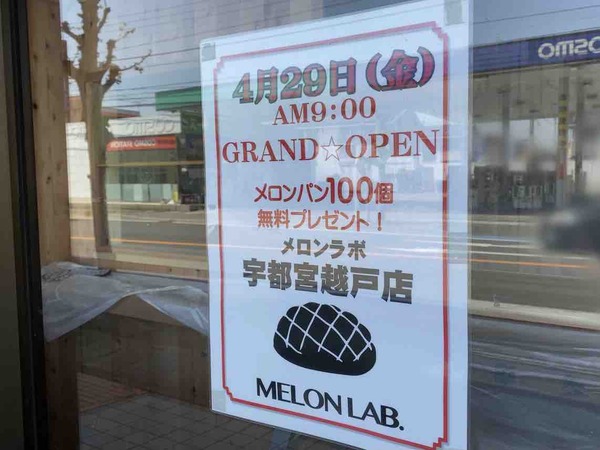 4月29日(金)
AM9:00
GRAND☆OPEN
メロンパン100個
無料プレゼント!
メロンラボ
宇都宮越戸店
MELON LAB.